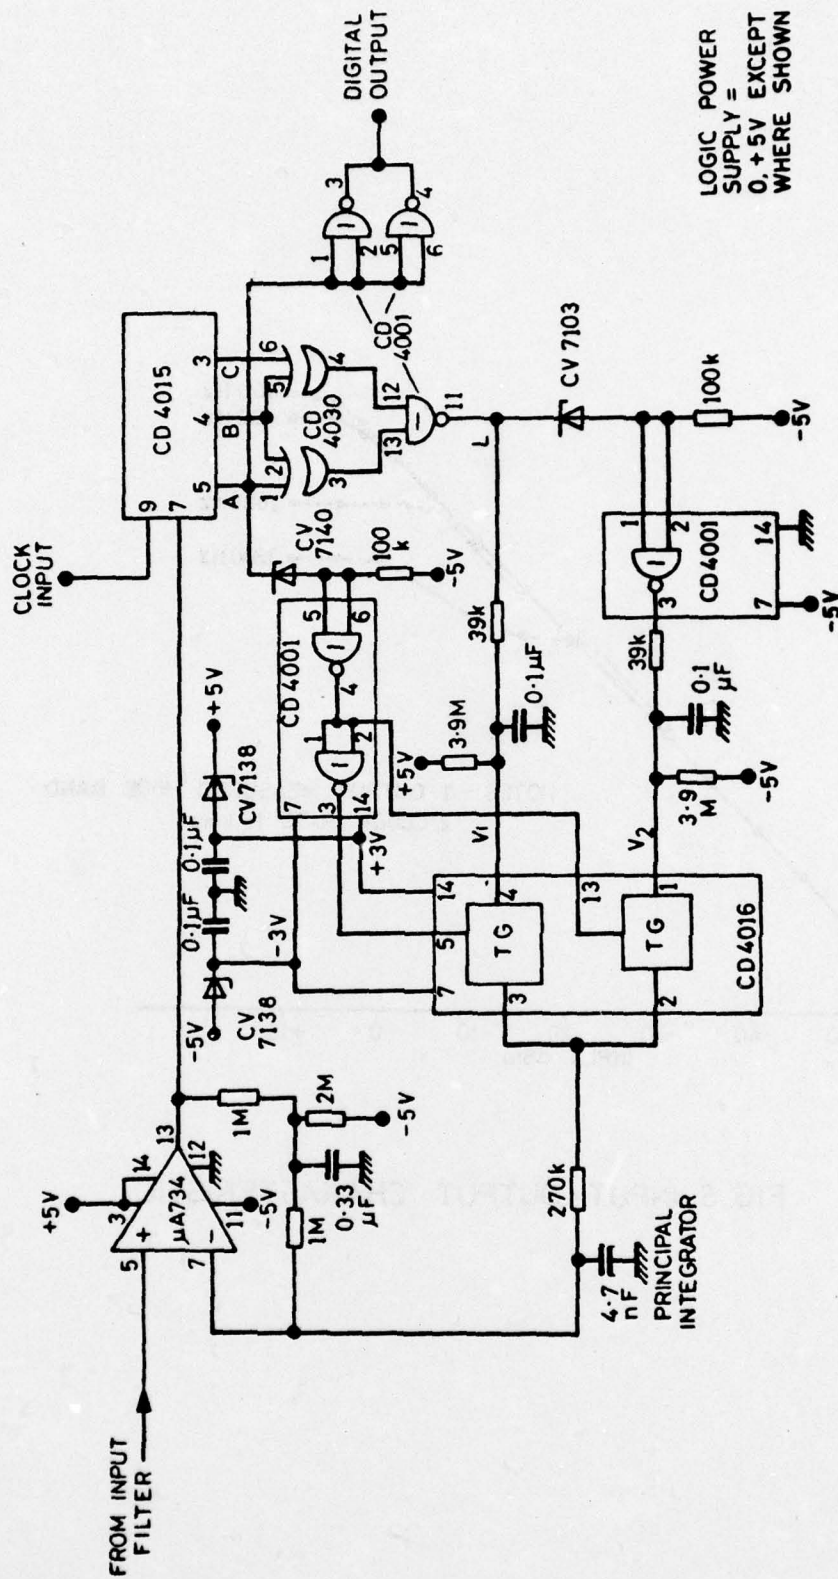 FROM INPUT
FILTER
5
+
7
−
µA734
+5V
3
14
13
12
11
-5V
1M
1M
0·33
µF
2M
-5V
-5V
CV
7138
0·1µF
0·1µF
CV7138
+5V
-3V
+3V
CLOCK
INPUT
9
7
CD 4015
5
4
3
A
B
C
1
2
5
6
CD
4030
3
4
13
12
11
CD
4001
1
2
3
5
6
4
DIGITAL
OUTPUT
CV
7140
100
k
-5V
CD 4001
5
6
4
1
2
3
7
14
L
39k
+5V
3·9M
0·1µF
V1
CV 7103
100k
-5V
1
2
3
CD4001
7
14
-5V
39k
0·1
µF
3·9
M
-5V
V2
14
13
7
5
4
TG
3
1
TG
2
CD4016
270k
4·7
nF
PRINCIPAL
INTEGRATOR
LOGIC POWER
SUPPLY =
0, +5V EXCEPT
WHERE SHOWN